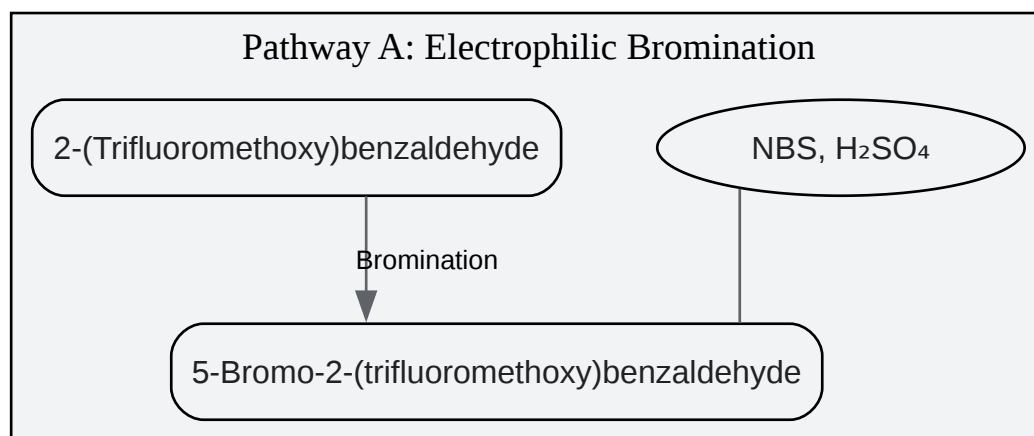 Pathway A: Electrophilic Bromination
2-(Trifluoromethoxy)benzaldehyde
NBS, H₂SO₄
Bromination
5-Bromo-2-(trifluoromethoxy)benzaldehyde